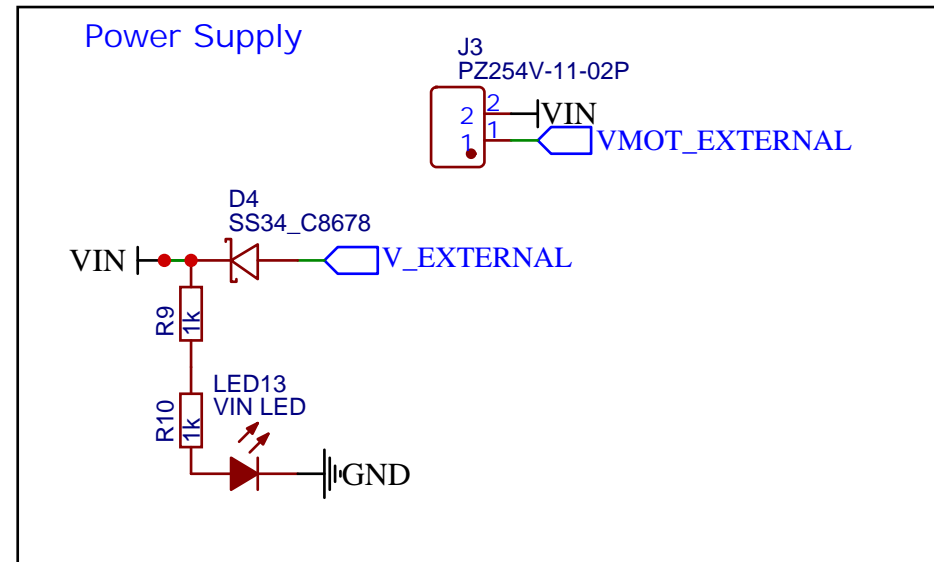 Power Supply
J3
PZ254V-11-02P
2 2 VIN
1 1 VMOT_EXTERNAL
D4
SS34_C8678
VIN V_EXTERNAL
R9 1k
LED13
VIN LED
R10 1k
GND